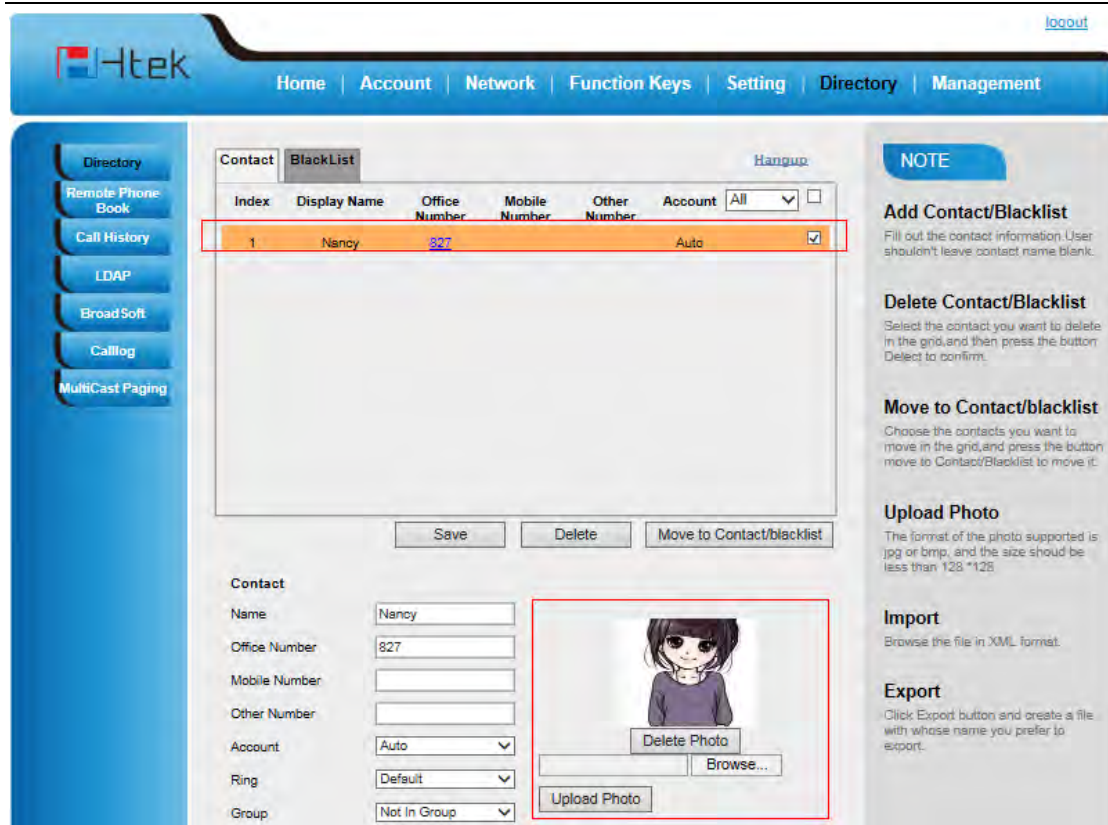 logout
Htek
Home | Account | Network | Function Keys | Setting | Directory | Management
Directory
Remote Phone
Book
Call History
LDAP
BroadSoft
Calllog
MultiCast Paging
Contact BlackList
Hangup
Index Display Name Office Number Mobile Number Other Number Account All
1 Nancy 827 Auto
Save Delete Move to Contact/blacklist
Contact
Name Nancy
Office Number 827
Mobile Number
Other Number
Account Auto
Ring Default
Group Not In Group
Delete Photo
Browse...
Upload Photo
NOTE
Add Contact/Blacklist
Fill out the contact information.User
shouldn't leave contact name blank.
Delete Contact/Blacklist
Select the contact you want to delete
in the grid,and then press the button
Delect to confirm.
Move to Contact/blacklist
Choose the contacts you want to
move in the grid,and press the button
move to Contact/Blacklist to move it.
Upload Photo
The format of the photo supported is
jpg or bmp, and the size shoud be
less than 128 *128
Import
Browse the file in XML format.
Export
Click Export button and create a file
with whose name you prefer to
export.